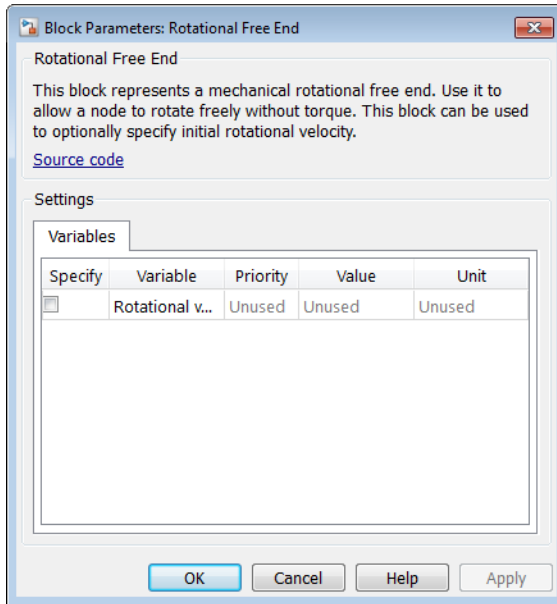 Block Parameters: Rotational Free End
Rotational Free End
This block represents a mechanical rotational free end. Use it to
allow a node to rotate freely without torque. This block can be used
to optionally specify initial rotational velocity.
Source code
Settings
Variables
Specify Variable Priority Value Unit
Rotational v... Unused Unused Unused
OK Cancel Help Apply